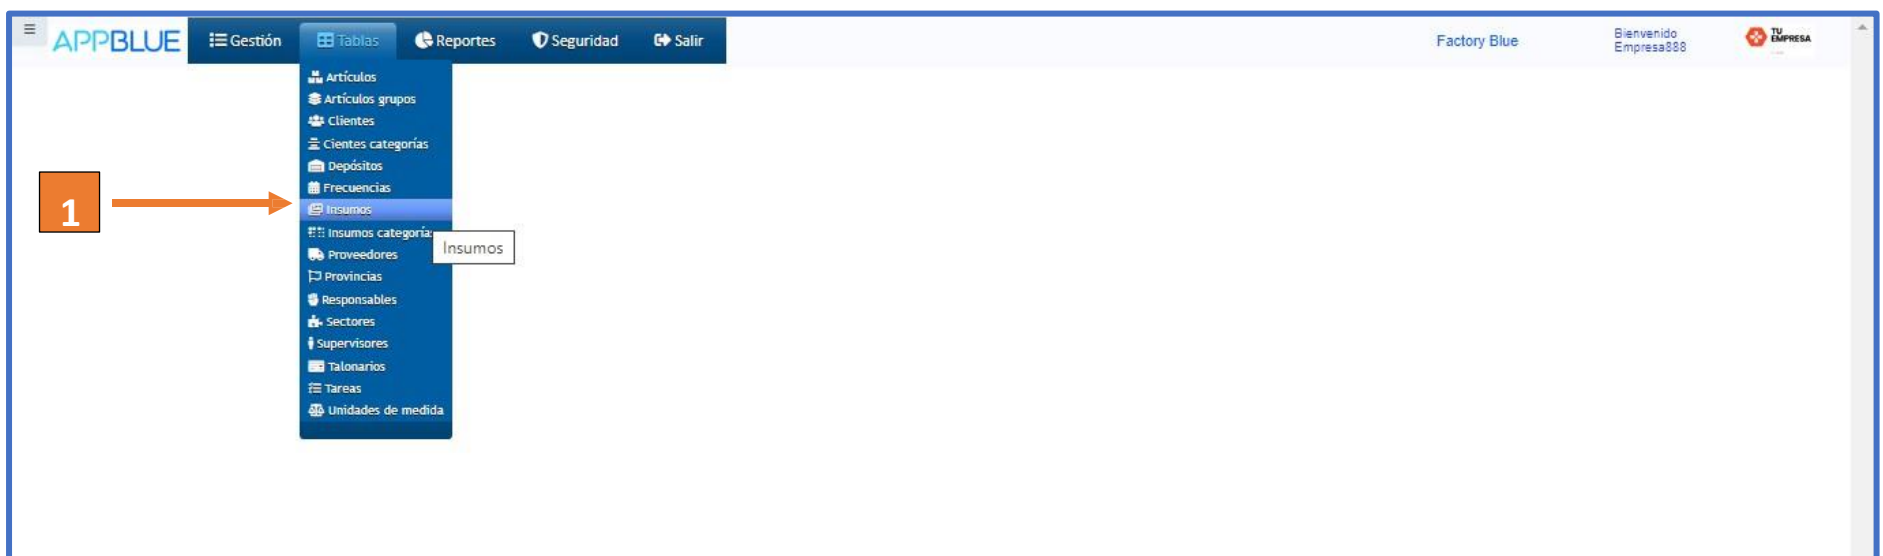 APPBLUE Gestión Tablas Reportes Seguridad Salir Factory Blue Bienvenido TU
Empresa888 EMPRESA
Artículos
Artículos grupos
Clientes
Cientes categorías
Depósitos
Frecuencias
1
Insumos
Insumos categoría
Insumos
Proveedores
Provincias
Responsables
Sectores
Supervisores
Talonarios
Tareas
Unidades de medida